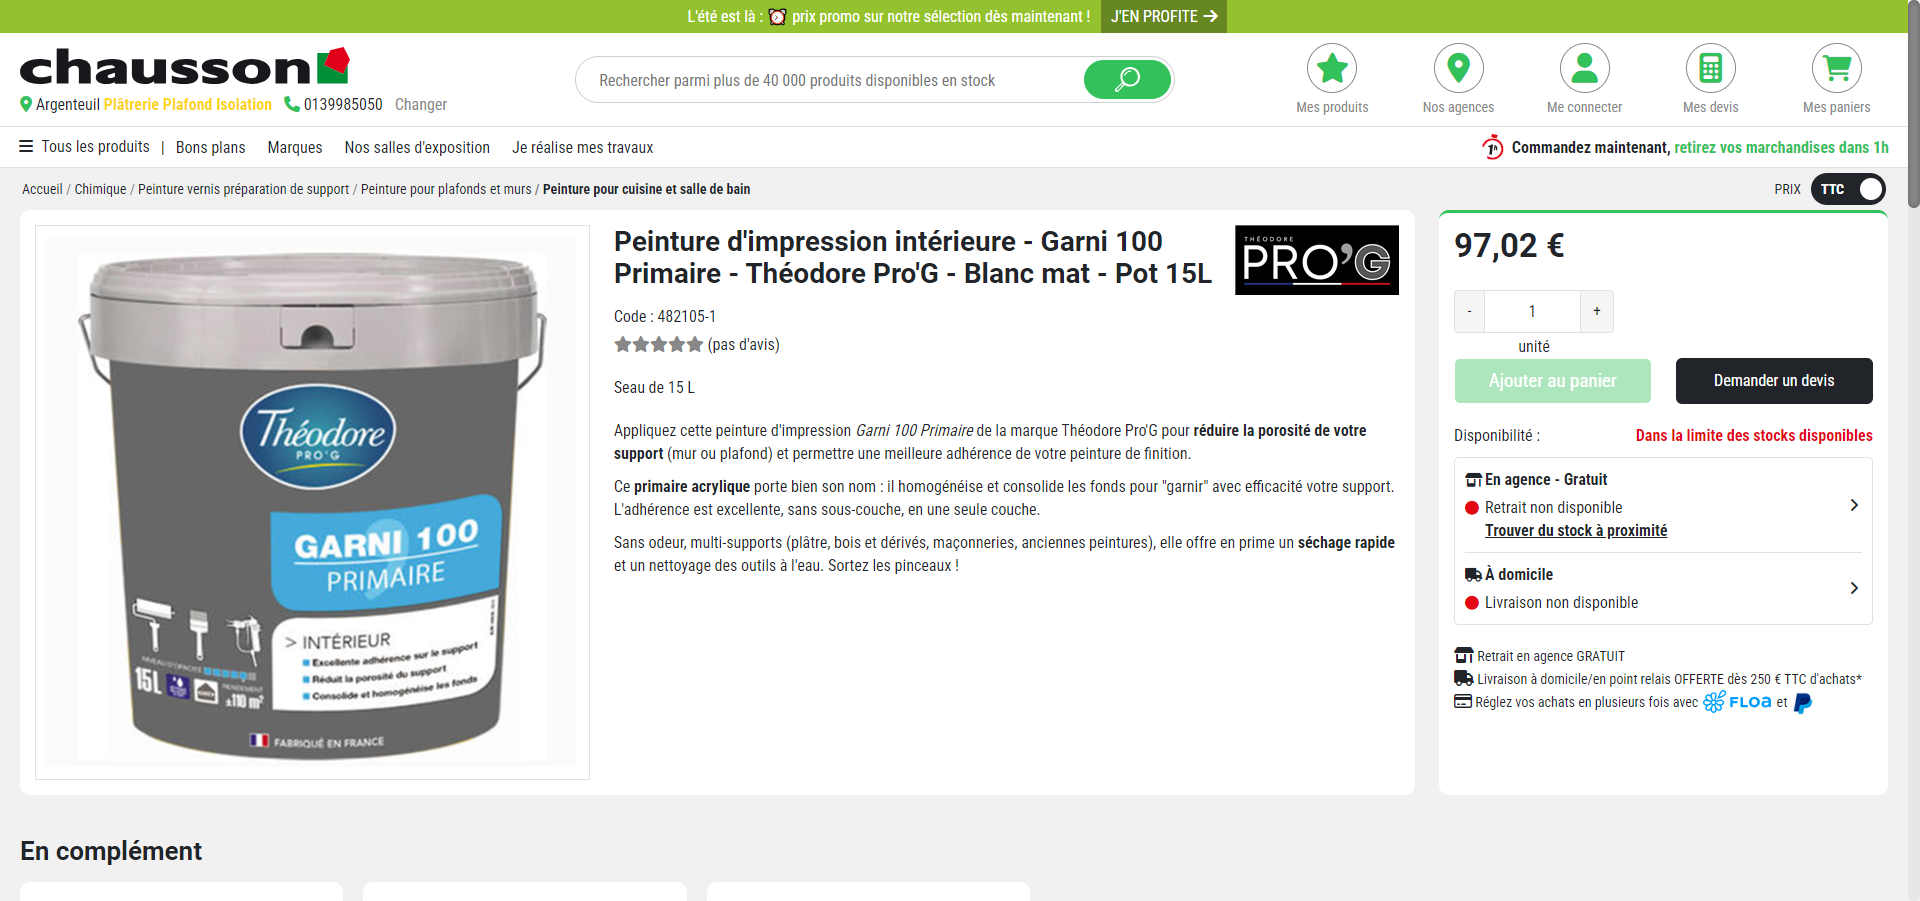 L'été est là : ⏰ prix promo sur notre sélection dès maintenant ! J'EN PROFITE →
chausson
Argenteuil Plâtrerie Plafond Isolation 0139985050 Changer
Rechercher parmi plus de 40 000 produits disponibles en stock
Mes produits
Nos agences
Me connecter
Mes devis
Mes paniers
Tous les produits | Bons plans Marques Nos salles d'exposition Je réalise mes travaux
1h Commandez maintenant, retirez vos marchandises dans 1h
Accueil / Chimique / Peinture vernis préparation de support / Peinture pour plafonds et murs / Peinture pour cuisine et salle de bain
PRIX TTC
Théodore
PRO'G
GARNI 100
PRIMAIRE
> INTÉRIEUR
Excellente adhérence sur le support
Réduit la porosité du support
Consolide et homogénéise les fonds
NIVEAU D'OPACITÉ
15L
RENDEMENT
±110 m²
FABRIQUÉ EN FRANCE
Peinture d'impression intérieure - Garni 100
Primaire - Théodore Pro'G - Blanc mat - Pot 15L
THÉODORE
PRO'G
Code : 482105-1
(pas d'avis)
Seau de 15 L
Appliquez cette peinture d'impression Garni 100 Primaire de la marque Théodore Pro'G pour réduire la porosité de votre
support (mur ou plafond) et permettre une meilleure adhérence de votre peinture de finition.
Ce primaire acrylique porte bien son nom : il homogénéise et consolide les fonds pour "garnir" avec efficacité votre support.
L'adhérence est excellente, sans sous-couche, en une seule couche.
Sans odeur, multi-supports (plâtre, bois et dérivés, maçonneries, anciennes peintures), elle offre en prime un séchage rapide
et un nettoyage des outils à l'eau. Sortez les pinceaux !
97,02 €
- 1 +
unité
Ajouter au panier
Demander un devis
Disponibilité : Dans la limite des stocks disponibles
En agence - Gratuit
Retrait non disponible
Trouver du stock à proximité
À domicile
Livraison non disponible
Retrait en agence GRATUIT
Livraison à domicile/en point relais OFFERTE dès 250 € TTC d'achats*
Réglez vos achats en plusieurs fois avec FLOA et
En complément